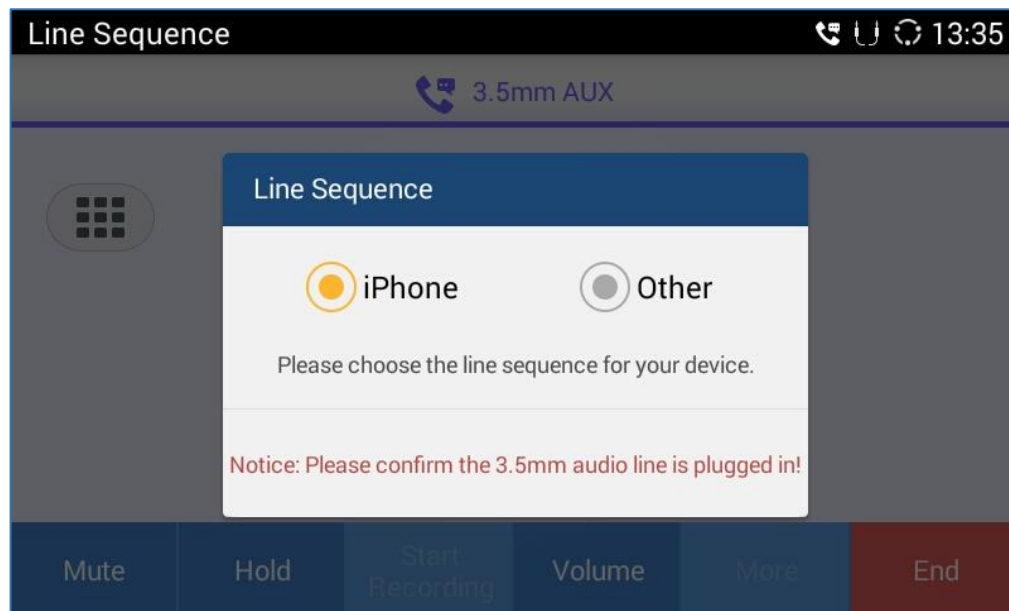 Line Sequence 13:35
3.5mm AUX
Line Sequence
iPhone Other
Please choose the line sequence for your device.
Notice: Please confirm the 3.5mm audio line is plugged in!
Mute Hold Start Recording Volume More End